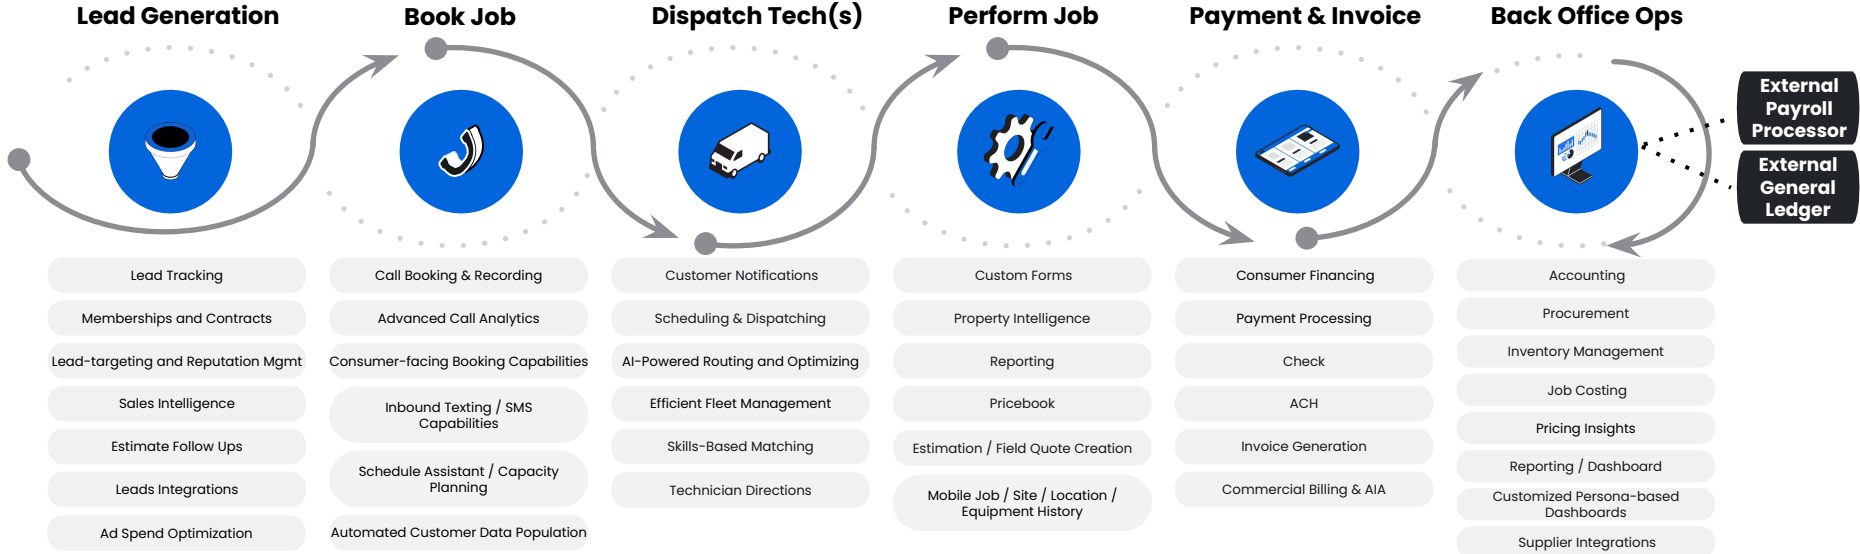 Lead Generation
Book Job
Dispatch Tech(s)
Perform Job
Payment & Invoice
Back Office Ops
External
Payroll
Processor
External
General
Ledger
Lead Tracking
Memberships and Contracts
Lead-targeting and Reputation Mgmt
Sales Intelligence
Estimate Follow Ups
Leads Integrations
Ad Spend Optimization
Call Booking & Recording
Advanced Call Analytics
Consumer-facing Booking Capabilities
Inbound Texting / SMS
Capabilities
Schedule Assistant / Capacity
Planning
Automated Customer Data Population
Customer Notifications
Scheduling & Dispatching
AI-Powered Routing and Optimizing
Efficient Fleet Management
Skills-Based Matching
Technician Directions
Custom Forms
Property Intelligence
Reporting
Pricebook
Estimation / Field Quote Creation
Mobile Job / Site / Location /
Equipment History
Consumer Financing
Payment Processing
Check
ACH
Invoice Generation
Commercial Billing & AIA
Accounting
Procurement
Inventory Management
Job Costing
Pricing Insights
Reporting / Dashboard
Customized Persona-based
Dashboards
Supplier Integrations